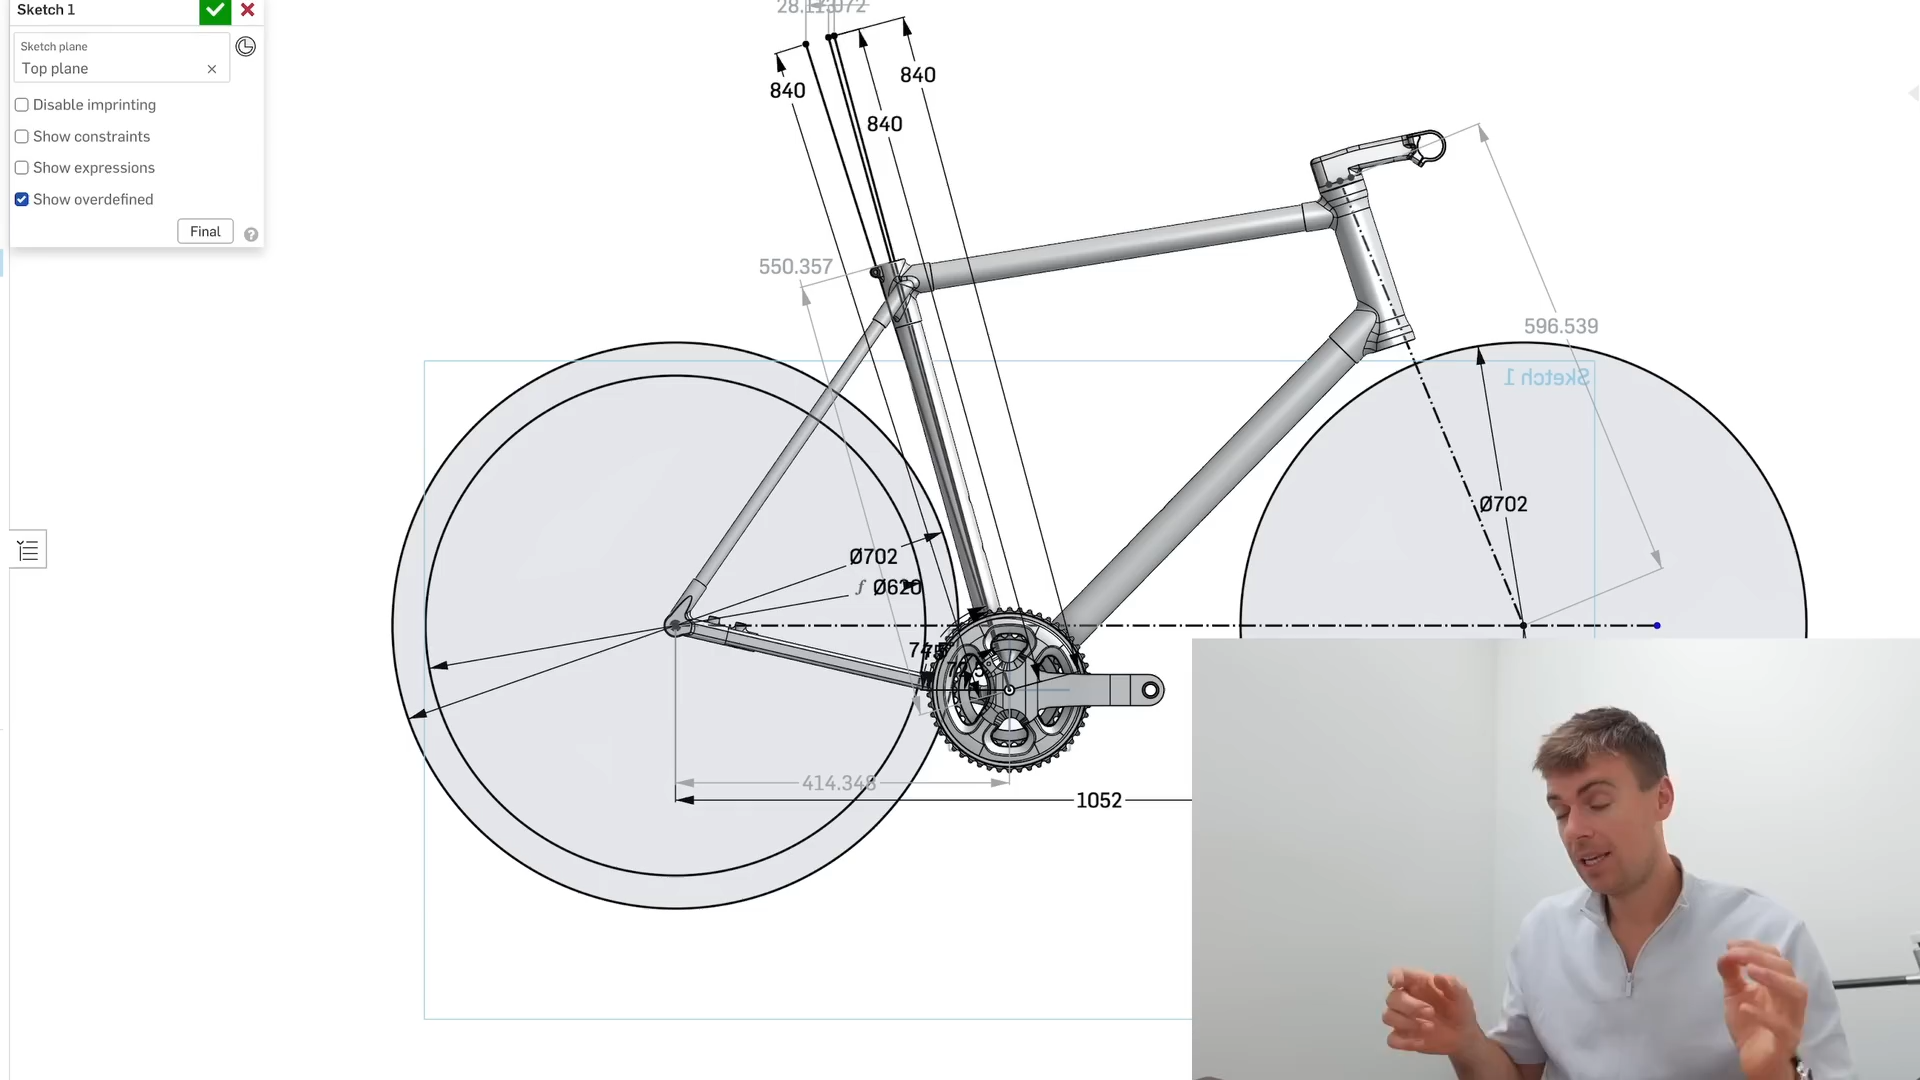 Sketch 1
Sketch plane
Top plane
Disable imprinting
Show constraints
Show expressions
Show overdefined
Final
?
840
840
840
550.357
596.539
Sketch 1
Ø702
Ø702
f Ø620
414.348
1052